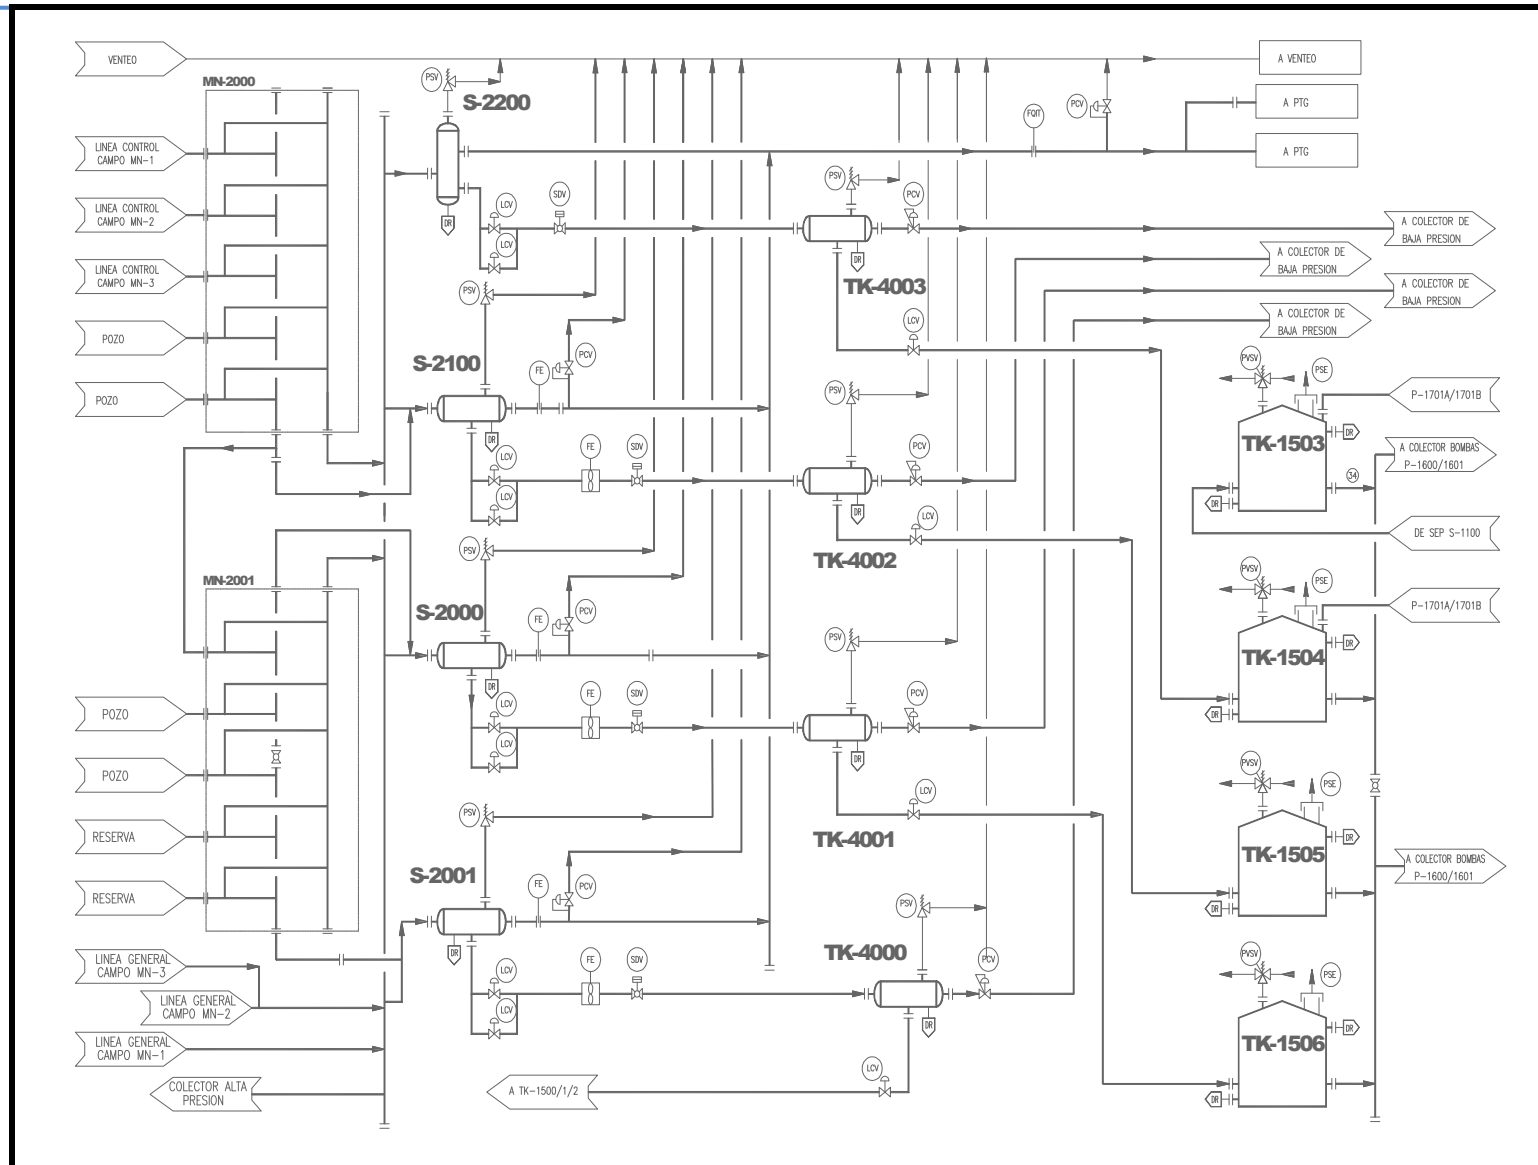 VENTEO
A VENTEO
MN-2000
PSV
S-2200
PCV
A PTG
FQIT
LINEA CONTROL
CAMPO MN-1
A PTG
PSV
PCV
LINEA CONTROL
CAMPO MN-2
LCV
SDV
DR
A COLECTOR DE
BAJA PRESION
LCV
A COLECTOR DE
BAJA PRESION
DR
LINEA CONTROL
CAMPO MN-3
TK-4003
PSV
A COLECTOR DE
BAJA PRESION
A COLECTOR DE
BAJA PRESION
LCV
POZO
S-2100
PCV
FE
PVSV
PSE
POZO
PSV
P-1701A/1701B
DR
DR
TK-1503
LCV
FE
SDV
PCV
A COLECTOR BOMBAS
P-1600/1601
34
LCV
DR
DR
LCV
DE SEP S-1100
PSV
TK-4002
MN-2001
PVSV
PSE
S-2000
FE
PCV
P-1701A/1701B
PSV
DR
TK-1504
DR
LCV
FE
SDV
PCV
POZO
DR
LCV
DR
POZO
PVSV
PSE
LCV
PSV
RESERVA
TK-4001
DR
TK-1505
A COLECTOR BOMBAS
P-1600/1601
S-2001
FE
PCV
RESERVA
PSV
DR
DR
TK-4000
LINEA GENERAL
CAMPO MN-3
LCV
FE
SDV
PCV
PVSV
PSE
LINEA GENERAL
CAMPO MN-2
LCV
DR
DR
TK-1506
LINEA GENERAL
CAMPO MN-1
LCV
COLECTOR ALTA
PRESION
A TK-1500/1/2
DR